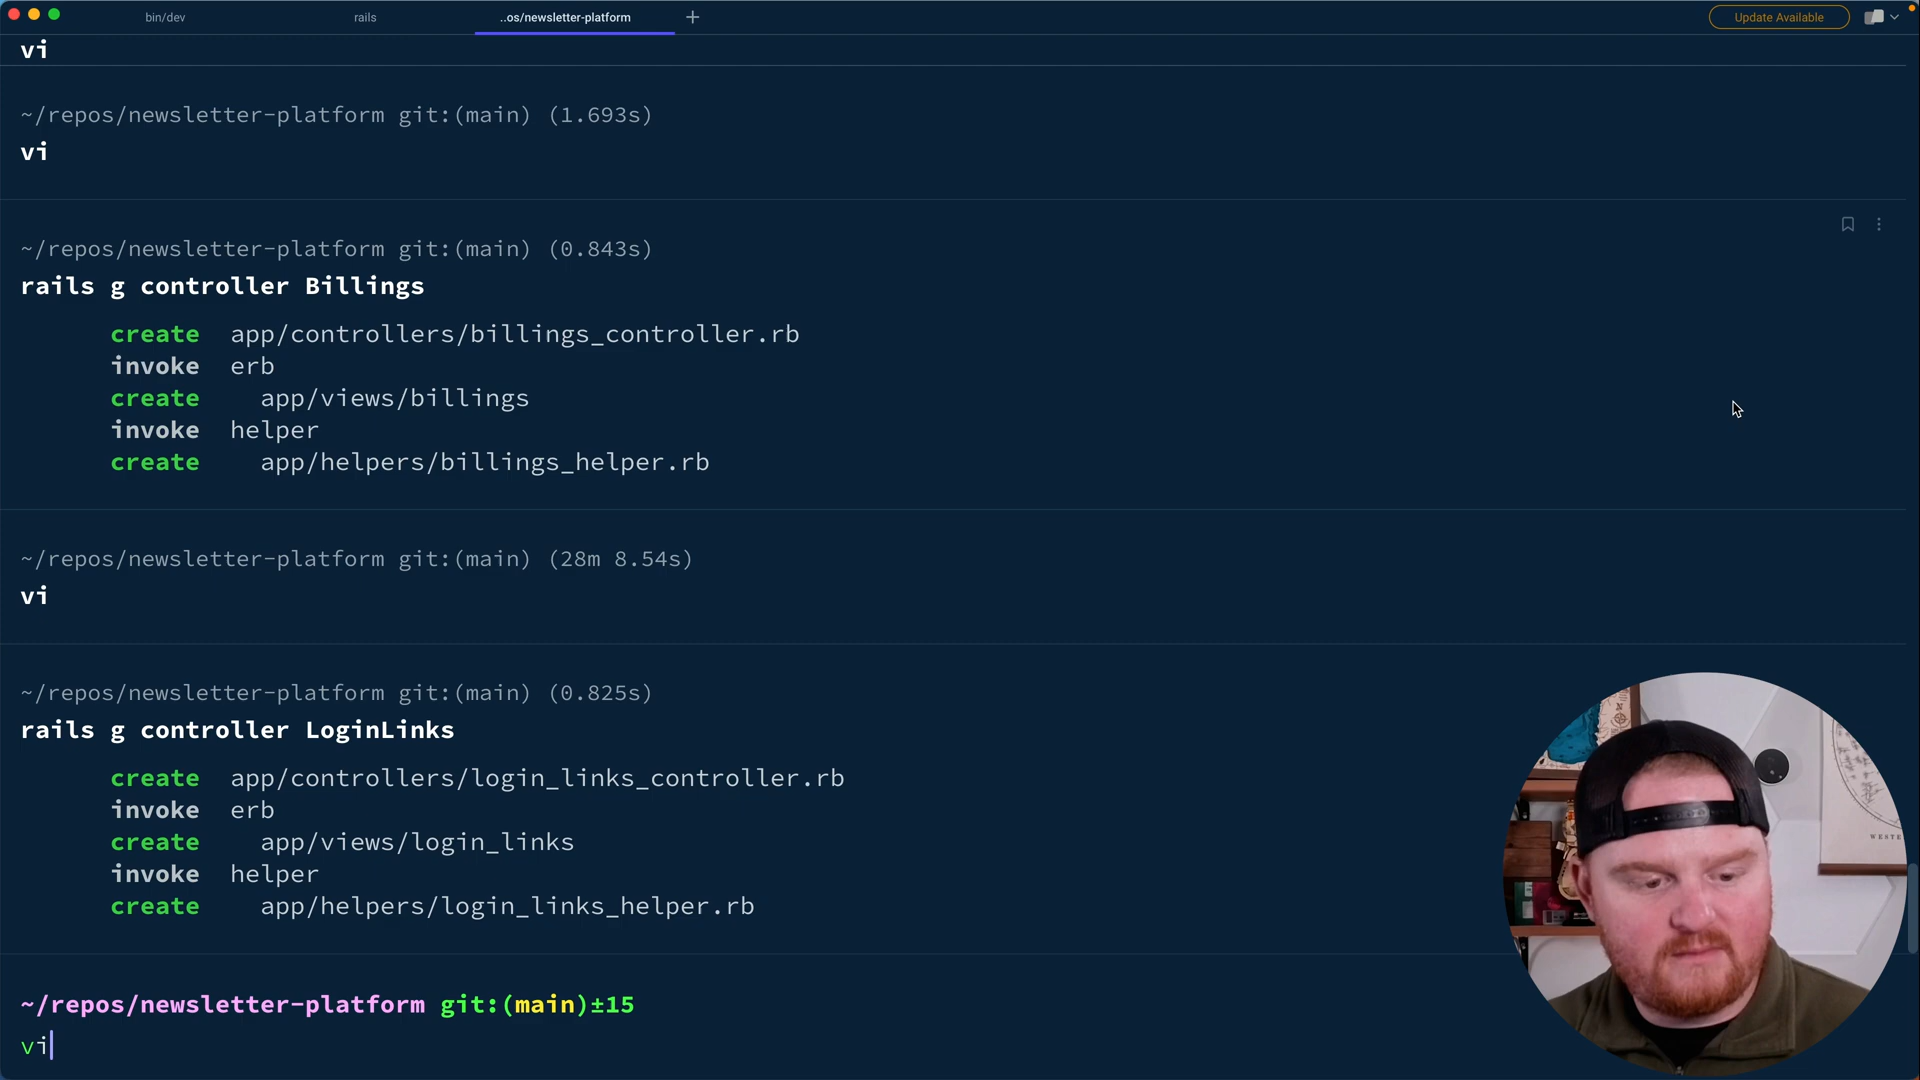 bin/dev
rails
..os/newsletter-platform
Update Available
vi
~/repos/newsletter-platform git:(main) (1.693s)
vi
~/repos/newsletter-platform git:(main) (0.843s)
rails g controller Billings
create app/controllers/billings_controller.rb
invoke erb
create app/views/billings
invoke helper
create app/helpers/billings_helper.rb
~/repos/newsletter-platform git:(main) (28m 8.54s)
vi
~/repos/newsletter-platform git:(main) (0.825s)
rails g controller LoginLinks
create app/controllers/login_links_controller.rb
invoke erb
create app/views/login_links
invoke helper
create app/helpers/login_links_helper.rb
~/repos/newsletter-platform git:(main)±15
vi